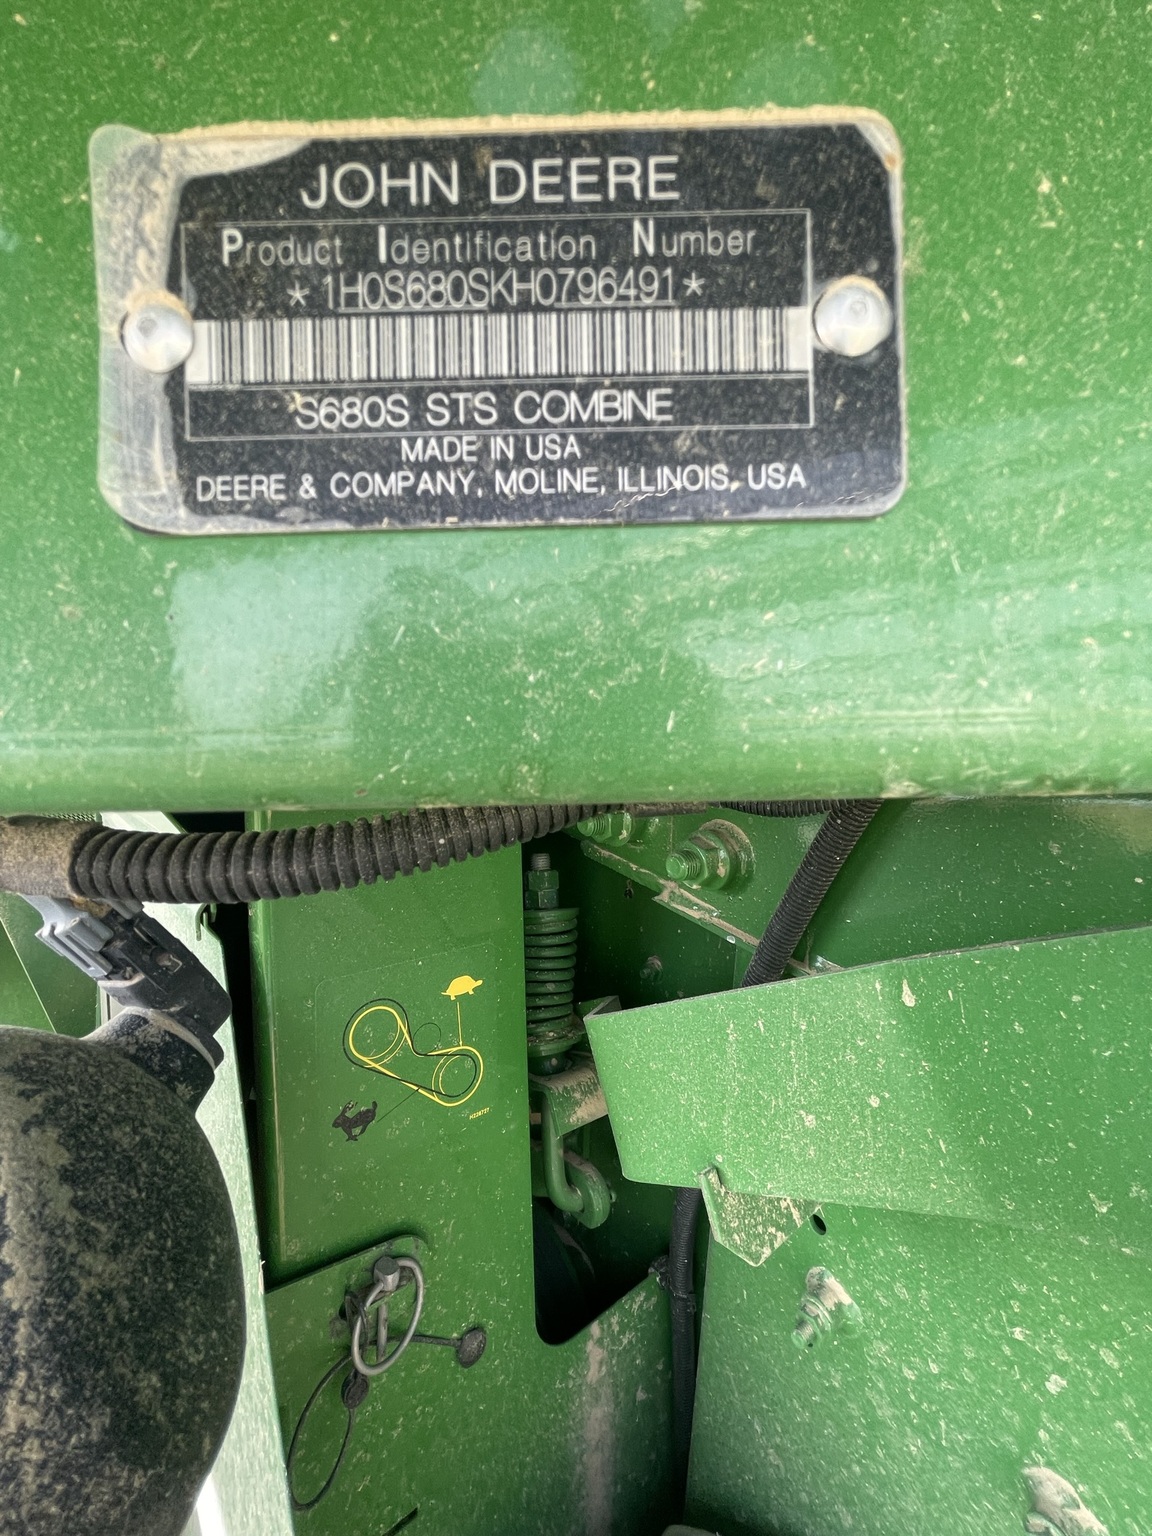 JOHN DEERE
Product Identification Number
*1H0S680SKH0796491*
S680S STS COMBINE
MADE IN USA
DEERE & COMPANY, MOLINE, ILLINOIS, USA